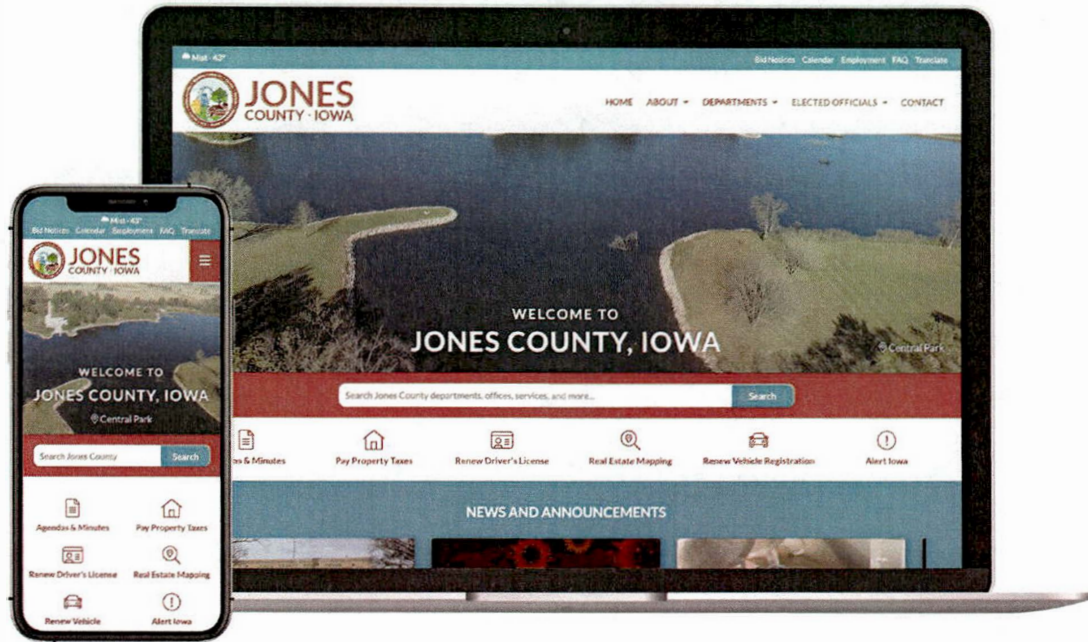 Mist - 43°
Bid Notices Calendar Employment FAQ Translate
JONES
COUNTY · IOWA
HOME ABOUT DEPARTMENTS ELECTED OFFICIALS CONTACT
WELCOME TO
JONES COUNTY, IOWA
Central Park
Search Jones County departments, offices, services, and more... Search
& Minutes Pay Property Taxes Renew Driver's License Real Estate Mapping Renew Vehicle Registration Alert Iowa
NEWS AND ANNOUNCEMENTS
Mist - 43°
Bid Notices Calendar Employment FAQ Translate
JONES
COUNTY · IOWA
WELCOME TO
JONES COUNTY, IOWA
Central Park
Search Jones County Search
Agendas & Minutes Pay Property Taxes
Renew Driver's License Real Estate Mapping
Renew Vehicle Alert Iowa